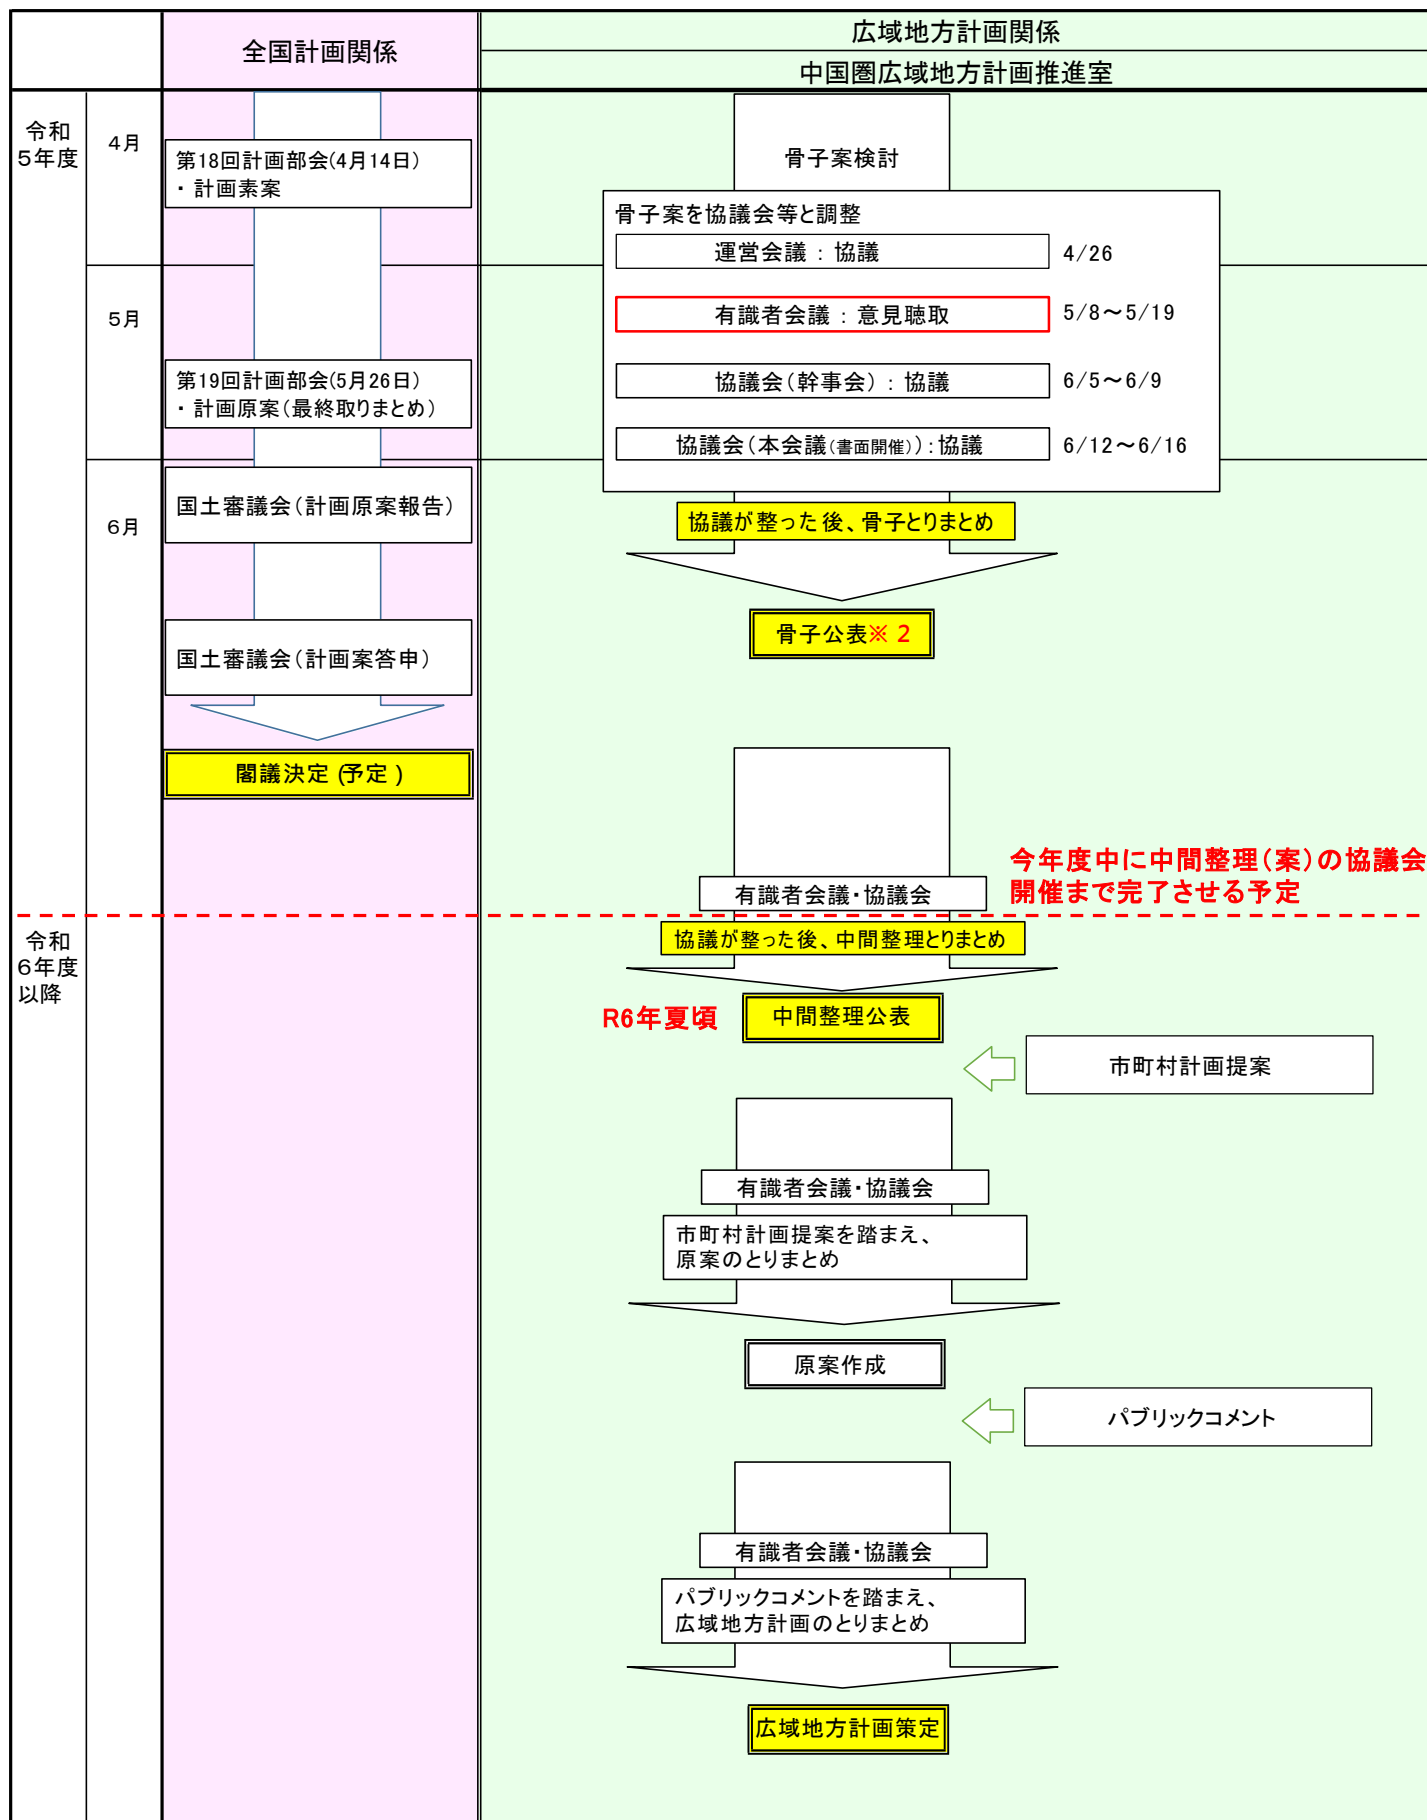 全国計画関係
広域地方計画関係
中国圏広域地方計画推進室
令和
5年度
4月
第18回計画部会(4月14日)
・計画素案
骨子案検討
骨子案を協議会等と調整
運営会議：協議
4/26
5月
有識者会議：意見聴取
5/8～5/19
第19回計画部会(5月26日)
・計画原案(最終取りまとめ)
協議会(幹事会)：協議
6/5～6/9
協議会(本会議(書面開催))：協議
6/12～6/16
6月
国土審議会(計画原案報告)
協議が整った後、骨子とりまとめ
骨子公表※2
国土審議会(計画案答申)
閣議決定(予定)
今年度中に中間整理(案)の協議会
開催まで完了させる予定
有識者会議・協議会
令和
6年度
以降
協議が整った後、中間整理とりまとめ
R6年夏頃
中間整理公表
市町村計画提案
有識者会議・協議会
市町村計画提案を踏まえ、
原案のとりまとめ
原案作成
パブリックコメント
有識者会議・協議会
パブリックコメントを踏まえ、
広域地方計画のとりまとめ
広域地方計画策定